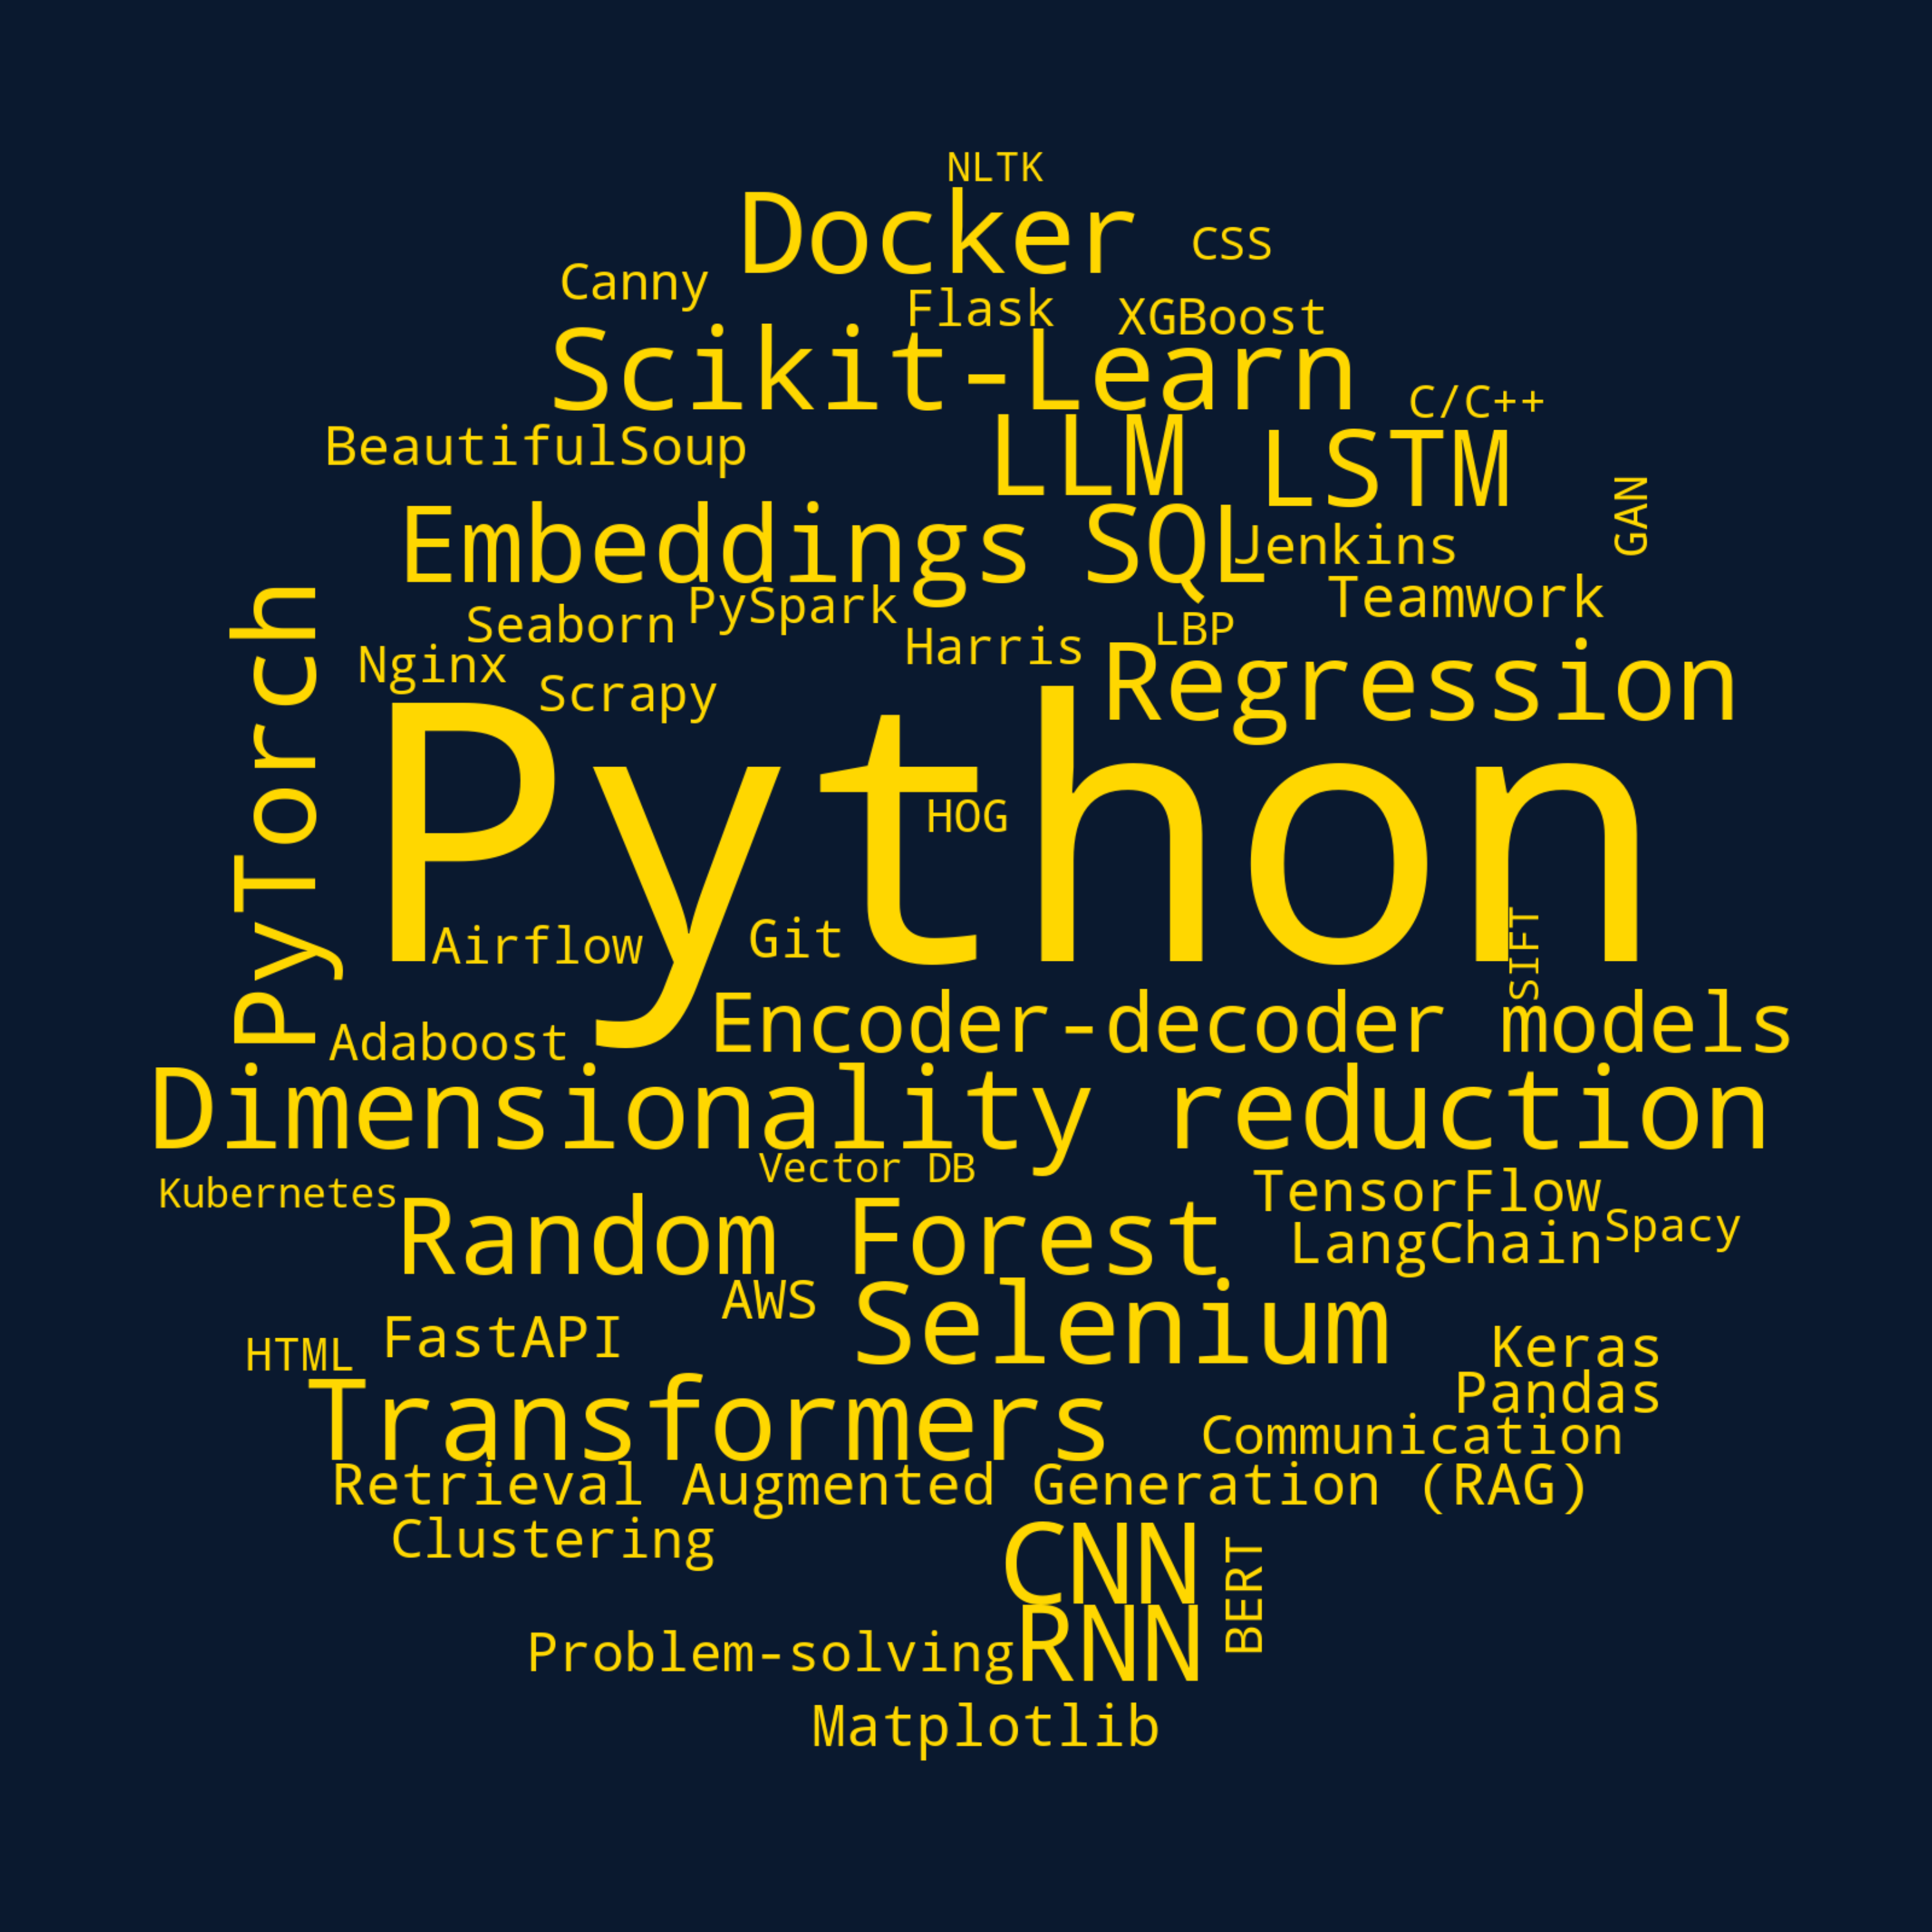 NLTK
Docker
CSS
Canny
Flask
XGBoost
Scikit-Learn
C/C++
BeautifulSoup
LLM
LSTM
GAN
Embeddings
SQL
Jenkins
Teamwork
PySpark
Seaborn
LBP
Harris
Nginx
Scrapy
Regression
PyTorch
Python
HOG
Airflow
Git
SIFT
Encoder-decoder models
Adaboost
Dimensionality reduction
Vector DB
Kubernetes
TensorFlow
Random Forest
LangChain
Spacy
AWS
Selenium
FastAPI
HTML
Keras
Pandas
Transformers
Communication
Retrieval Augmented Generation (RAG)
Clustering
CNN
BERT
Problem-solving
RNN
Matplotlib